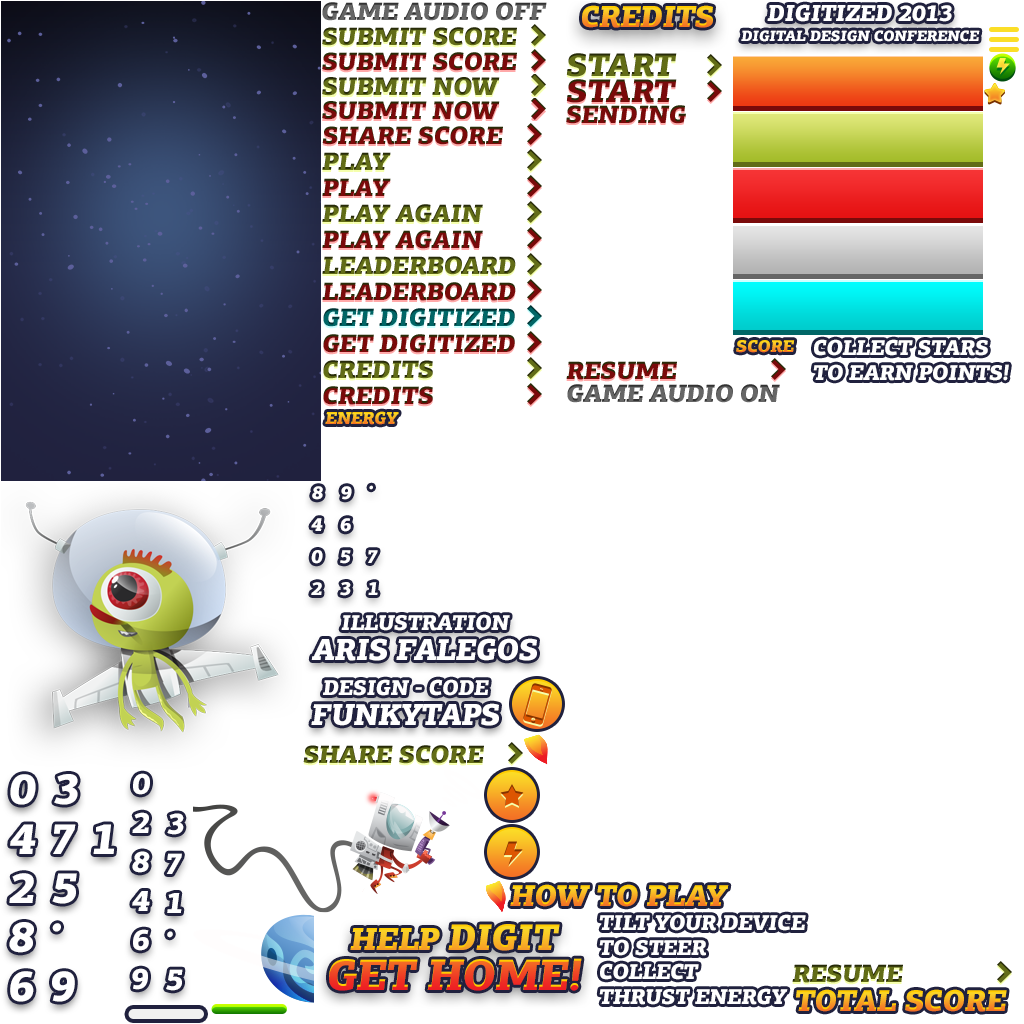 GAME AUDIO OFF
SUBMIT SCORE
SUBMIT SCORE
SUBMIT NOW
SUBMIT NOW
SHARE SCORE
PLAY
PLAY
PLAY AGAIN
PLAY AGAIN
LEADERBOARD
LEADERBOARD
GET DIGITIZED
GET DIGITIZED
CREDITS
CREDITS
ENERGY
CREDITS
START
START
SENDING
RESUME
GAME AUDIO ON
DIGITIZED 2013
DIGITAL DESIGN CONFERENCE
SCORE
COLLECT STARS
TO EARN POINTS!
8 9 °
4 6
0 5 7
2 3 1
ILLUSTRATION
ARIS FALEGOS
DESIGN - CODE
FUNKYTAPS
SHARE SCORE
0 3
4 7 1
2 5
8 °
6 9
0
2 3
8 7
4 1
6 °
9 5
HOW TO PLAY
HELP DIGIT
GET HOME!
TILT YOUR DEVICE
TO STEER
COLLECT
THRUST ENERGY
RESUME
TOTAL SCORE